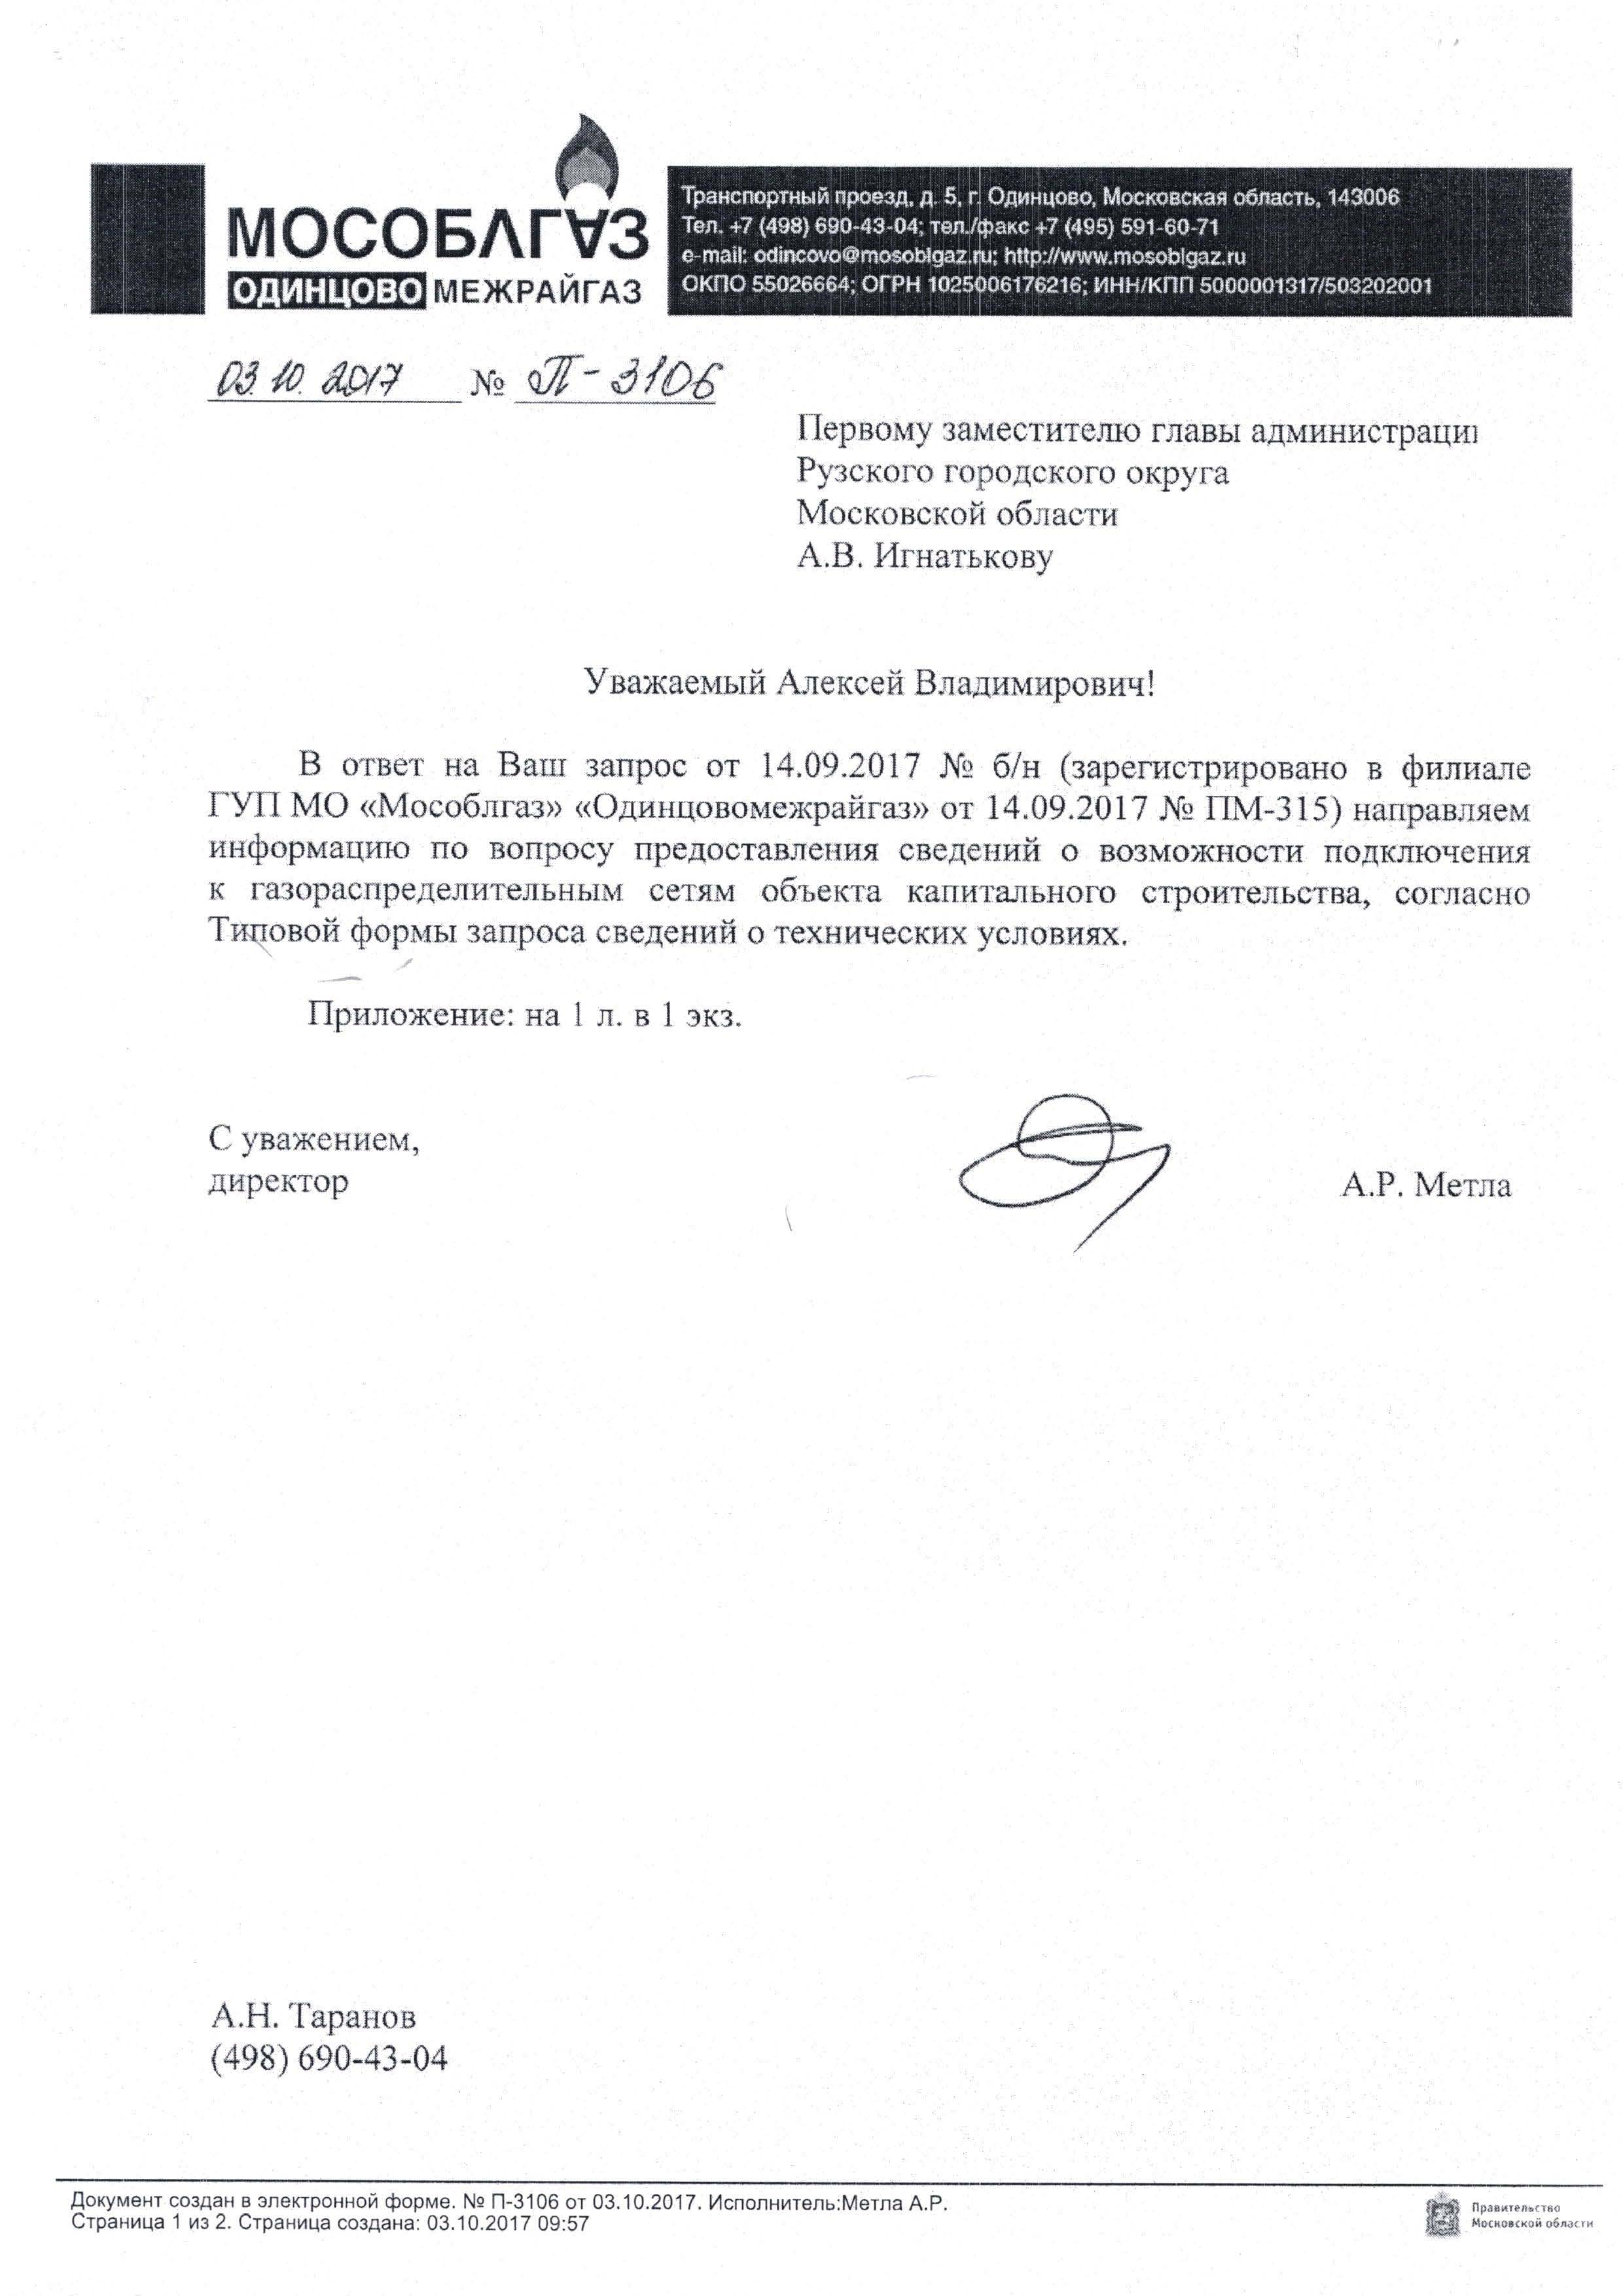 МОСОБЛГАЗ
ОДИНЦОВО МЕЖРАЙГАЗ
Транспортный проезд, д. 5, г. Одинцово, Московская область, 143006
Тел. +7 (498) 690-43-04; тел./факс +7 (495) 591-60-71
e-mail: odincovo@mosoblgaz.ru; http://www.mosoblgaz.ru
ОКПО 55026664; ОГРН 1025006176216; ИНН/КПП 5000001317/503202001
03.10.2017 № П-3106
Первому заместителю главы администраци
Рузского городского округа
Московской области
А.В. Игнатькову
Уважаемый Алексей Владимирович!
В ответ на Ваш запрос от 14.09.2017 № б/н (зарегистрировано в филиале
ГУП МО «Мособлгаз» «Одинцовомежрайгаз» от 14.09.2017 № ПМ-315) направляем
информацию по вопросу предоставления сведений о возможности подключения
к газораспределительным сетям объекта капитального строительства, согласно
Типовой формы запроса сведений о технических условиях.
Приложение: на 1 л. в 1 экз.
С уважением,
директор
А.Р. Метла
А.Н. Таранов
(498) 690-43-04
Документ создан в электронной форме. № П-3106 от 03.10.2017. Исполнитель:Метла А.Р.
Страница 1 из 2. Страница создана: 03.10.2017 09:57
Правительство
Московской области